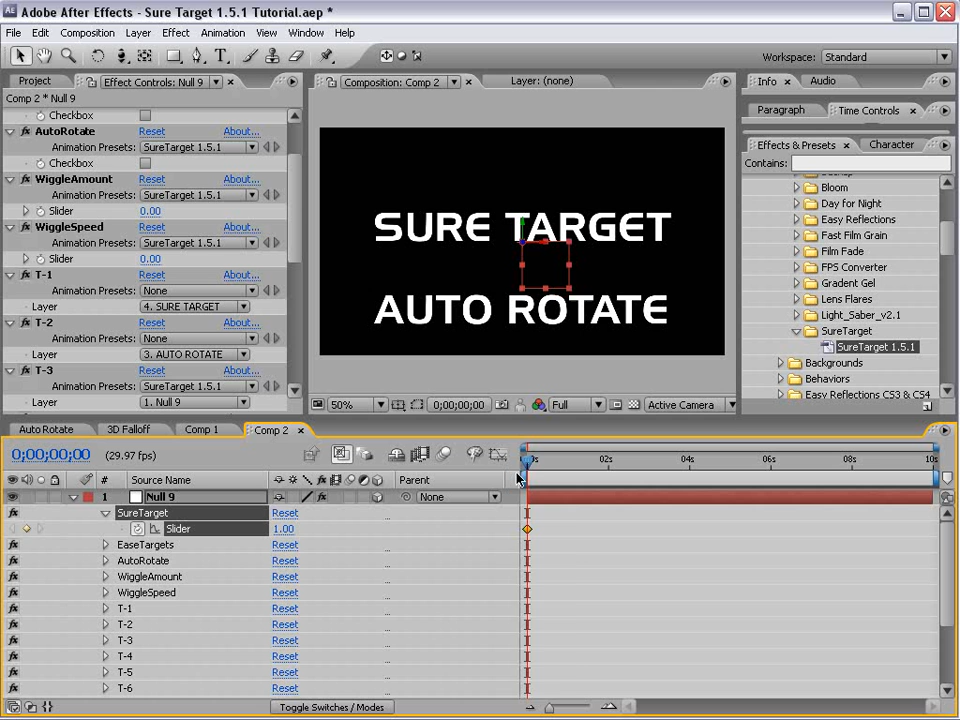 Adobe After Effects - Sure Target 1.5.1 Tutorial.aep *
File Edit Composition Layer Effect Animation View Window Help
Workspace: Standard
Project Effect Controls: Null 9
Comp 2 * Null 9
Checkbox
AutoRotate Reset About...
Animation Presets: SureTarget 1.5.1
Checkbox
WiggleAmount Reset About...
Animation Presets: SureTarget 1.5.1
Slider 0.00
WiggleSpeed Reset About...
Animation Presets: SureTarget 1.5.1
Slider 0.00
T-1 Reset About...
Animation Presets: None
Layer 4. SURE TARGET
T-2 Reset About...
Animation Presets: None
Layer 3. AUTO ROTATE
T-3 Reset About...
Animation Presets: SureTarget 1.5.1
Layer 1. Null 9
Composition: Comp 2 Layer: (none)
SURE TARGET
AUTO ROTATE
50% 0;00;00;00 Full Active Camera
Info Audio
Paragraph Time Controls
Effects & Presets Character
Contains:
Bloom
Day for Night
Easy Reflections
Fast Film Grain
Film Fade
FPS Converter
Gradent Gel
Lens Flares
Light_Saber_v2.1
SureTarget
SureTarget 1.5.1
Backgrounds
Behaviors
Easy Reflections CS3 & CS4
Auto Rotate 3D Falloff Comp 1 Comp 2
0;00;00;00 (29.97 fps)
02s 04s 06s 08s 10s
# Source Name Parent
1 Null 9 None
SureTarget Reset
Slider 1.00
EaseTargets Reset
AutoRotate Reset
WiggleAmount Reset
WiggleSpeed Reset
T-1 Reset
T-2 Reset
T-3 Reset
T-4 Reset
T-5 Reset
T-6 Reset
Toggle Switches / Modes